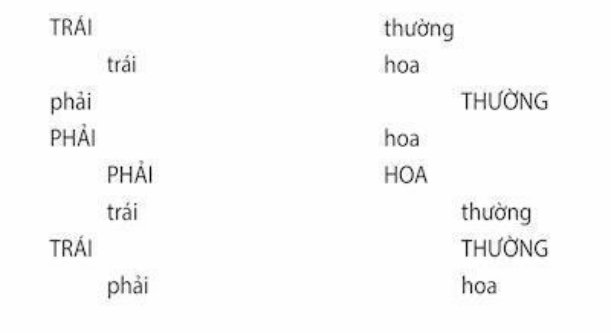 TRÁI thường
trái hoa
phải THƯỜNG
PHẢI hoa
PHẢI HOA
trái thường
TRÁI THƯỜNG
phải hoa